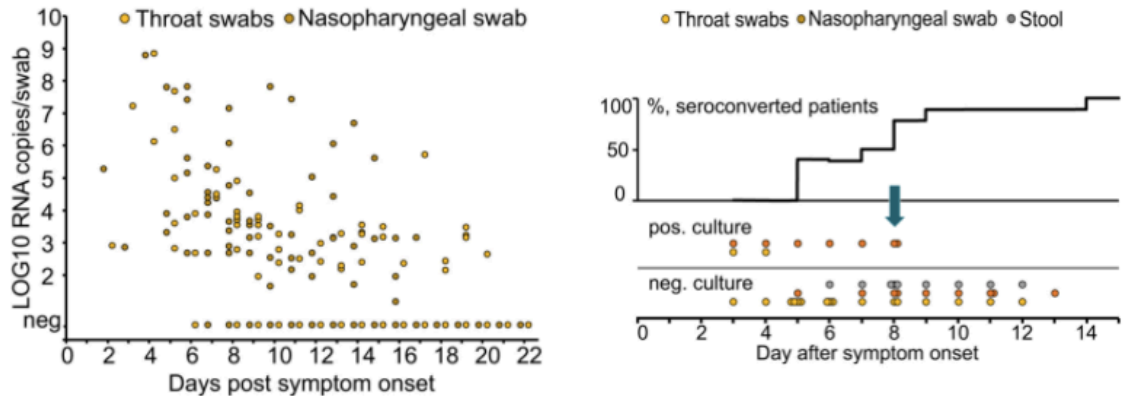 Throat swabs Nasopharyngeal swab
LOG10 RNA copies/swab
10
9
8
7
6
5
4
3
2
neg.
0 2 4 6 8 10 12 14 16 18 20 22
Days post symptom onset
Throat swabs Nasopharyngeal swab Stool
%, seroconverted patients
100
50
0
pos. culture
neg. culture
0 2 4 6 8 10 12 14
Day after symptom onset